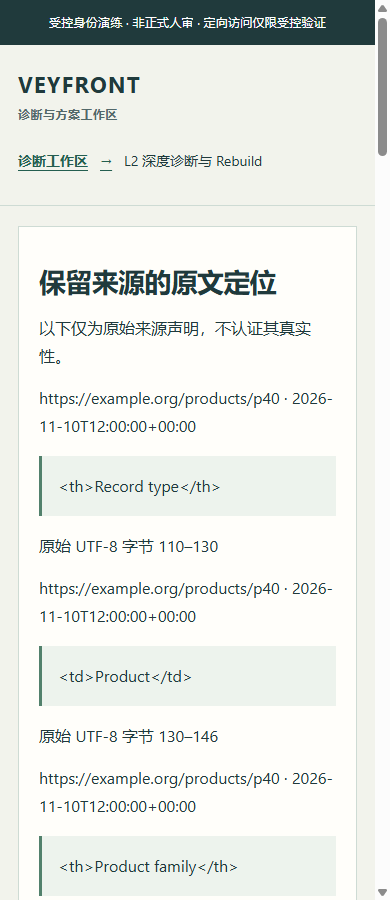 受控身份演练 · 非正式人审 · 定向访问仅限受控验证
VEYFRONT
诊断与方案工作区
诊断工作区 → L2 深度诊断与 Rebuild
保留来源的原文定位
以下仅为原始来源声明，不认证其真实
性。
https://example.org/products/p40 · 2026-
11-10T12:00:00+00:00
<th>Record type</th>
原始 UTF-8 字节 110–130
https://example.org/products/p40 · 2026-
11-10T12:00:00+00:00
<td>Product</td>
原始 UTF-8 字节 130–146
https://example.org/products/p40 · 2026-
11-10T12:00:00+00:00
<th>Product family</th>